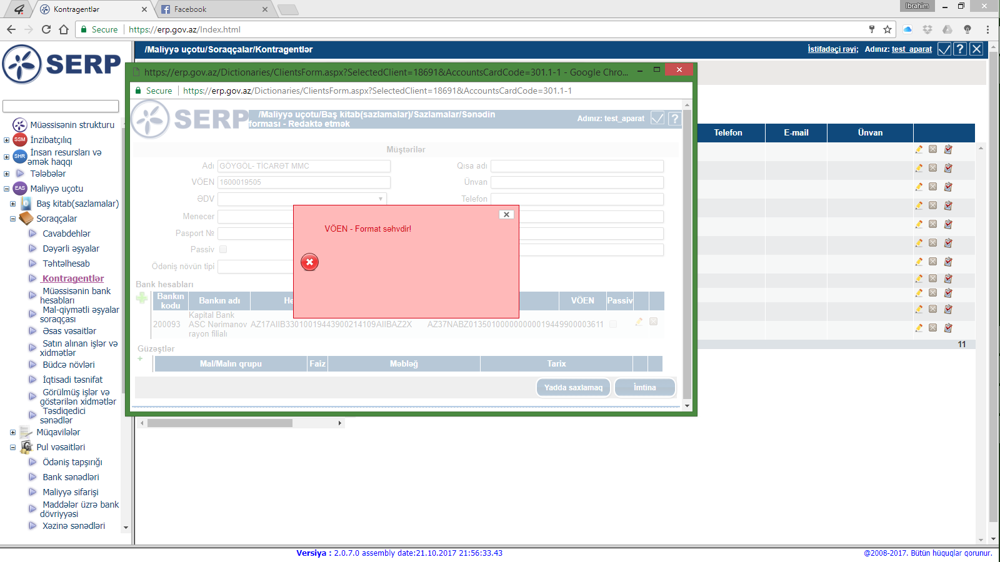 Kontragentlər
Facebook
Ibrahim
Secure
https://erp.gov.az/Index.html
SERP
/Maliyyə uçotu/Soraqçalar/Kontragentlər
İstifadəçi rəyi;
Adınız: test_aparat
Müəssisənin strukturu
SSM İnzibatçılıq
SHR İnsan resursları və
əmək haqqı
Tələbələr
EAS Maliyyə uçotu
Baş kitab(sazlamalar)
Soraqçalar
Cavabdehlər
Dəyərli əşyalar
Təhtəlhesab
Kontragentlər
Müəssisənin bank
hesabları
Mal-qiymətli əşyalar
soraqçası
Əsas vəsaitlər
Satın alınan işlər və
xidmətlər
Büdcə növləri
İqtisadi təsnifat
Görülmüş işlər və
göstərilən xidmətlər
Təsdiqedici
sənədlər
Müqavilələr
Pul vəsaitləri
Ödəniş tapşırığı
Bank sənədləri
Maliyyə sifarişi
Maddələr üzrə bank
dövriyyəsi
Xəzinə sənədləri
https://erp.gov.az/Dictionaries/ClientsForm.aspx?SelectedClient=18691&AccountsCardCode=301.1-1 - Google Chro...
Secure
https://erp.gov.az/Dictionaries/ClientsForm.aspx?SelectedClient=18691&AccountsCardCode=301.1-1
SERP
/Maliyyə uçotu/Baş kitab(sazlamalar)/Sazlamalar/Sənədin
forması - Redaktə etmək
Adınız: test_aparat
Müştərilər
Adı GÖYGÖL- TİCARƏT MMC
Qısa adı
VÖEN 1600019505
Ünvan
ƏDV
Telefon
Menecer
Pasport №
Passiv
Ödəniş növün tipi
VÖEN - Format səhvdir!
Bank hesabları
Bankın
kodu
Bankın adı
He
VÖEN
Passiv
200093
Kapital Bank
ASC Nərimanov
rayon filialı
AZ17AIIB33010019443900214109AIIBAZ2X
AZ37NABZ01350100000000019449900003611
Güzəştlər
Mal/Malın qrupu
Faiz
Məbləğ
Tarix
Yadda saxlamaq
İmtina
Telefon
E-mail
Ünvan
11
Versiya : 2.0.7.0 assembly date:21.10.2017 21:56:33.43
@2008-2017. Bütün hüquqlar qorunur.